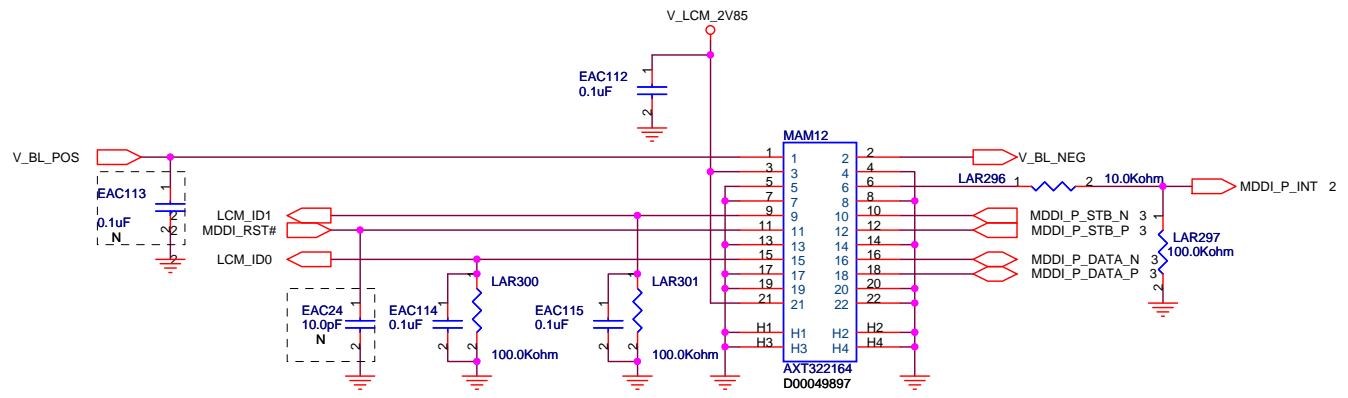 V_LCM_2V85
EAC112
0.1uF
1
2
MAM12
V_BL_POS
1 1 2 2
V_BL_NEG
3 3 4 4
EAC113
0.1uF
N
1
2
2
2
2
5 5 6 6
LAR296 1 2 10.0Kohm
MDDI_P_INT 2
7 7 8 8
LCM_ID1
9 9 10 10
MDDI_P_STB_N 3
MDDI_RST#
11 11 12 12
MDDI_P_STB_P 3
1
LAR297
100.0Kohm
2
13 13 14 14
LCM_ID0
15 15 16 16
MDDI_P_DATA_N 3
17 17 18 18
MDDI_P_DATA_P 3
19 19 20 20
21 21 22 22
EAC24
10.0pF
N
1
2
LAR300
1
2
100.0Kohm
EAC114
0.1uF
1
2
LAR301
1
2
100.0Kohm
EAC115
0.1uF
1
2
H1 H1 H2 H2
H3 H3 H4 H4
AXT322164
D00049897